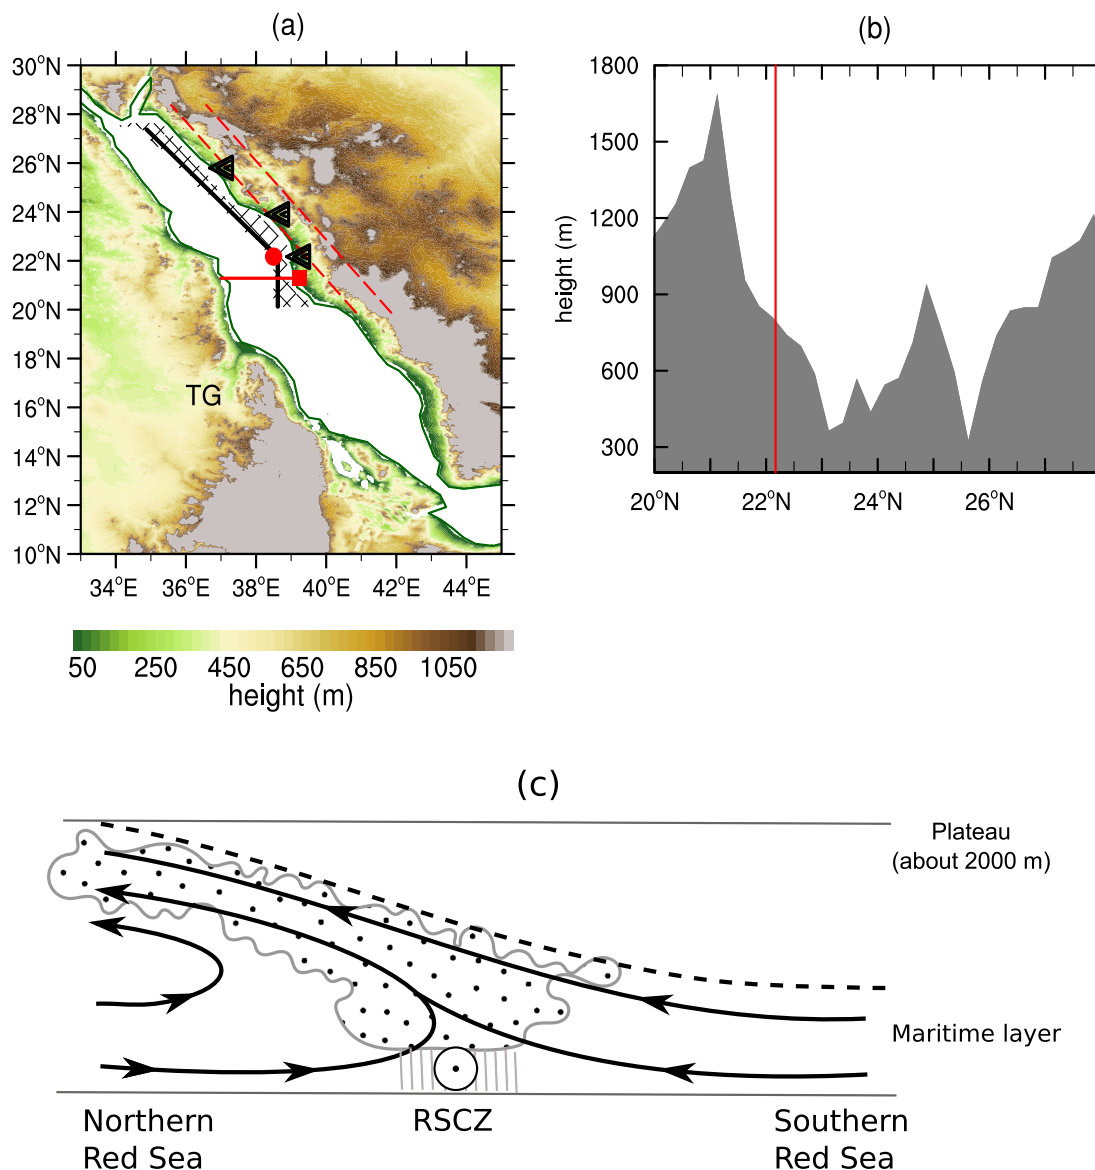 (a)
30°N
28°N
26°N
24°N
22°N
20°N
18°N
16°N
14°N
12°N
10°N
TG
34°E 36°E 38°E 40°E 42°E 44°E
50 250 450 650 850 1050
height (m)
(b)
1800
1500
1200
900
600
300
height (m)
20°N 22°N 24°N 26°N
(c)
Plateau
(about 2000 m)
Maritime layer
Northern
Red Sea
RSCZ
Southern
Red Sea